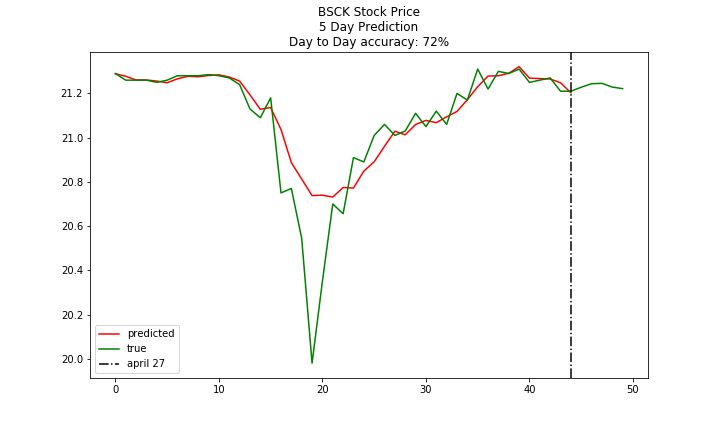 BSCK Stock Price
5 Day Prediction
Day to Day accuracy: 72%
21.2
21.0
20.8
20.6
20.4
20.2
20.0
predicted
true
april 27
0 10 20 30 40 50